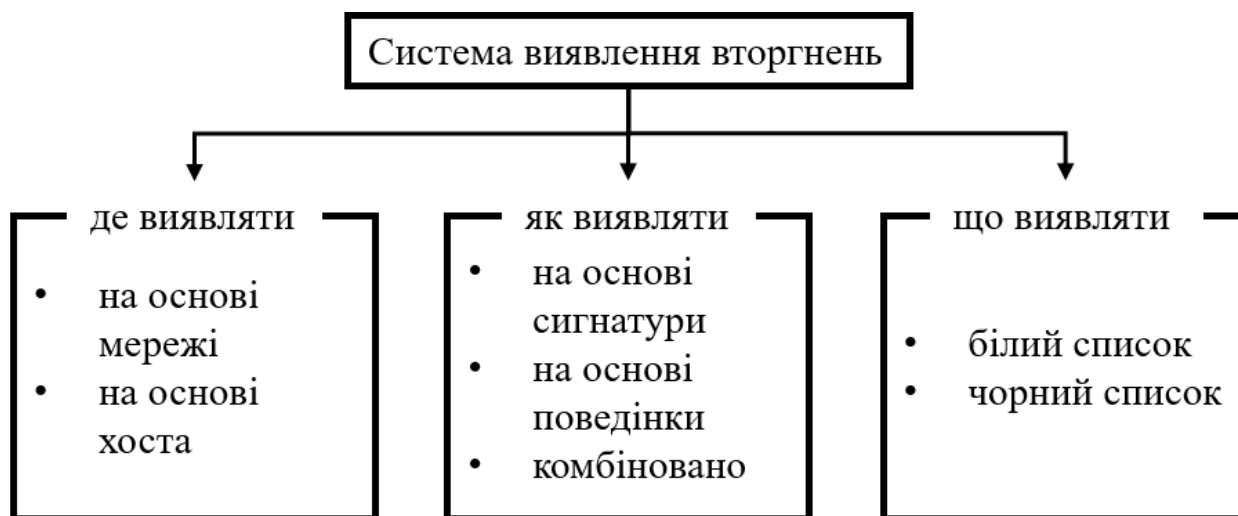 Система виявлення вторгнень
де виявляти
• на основі
мережі
• на основі
хоста
як виявляти
• на основі
сигнатури
• на основі
поведінки
• комбіновано
що виявляти
• білий список
• чорний список